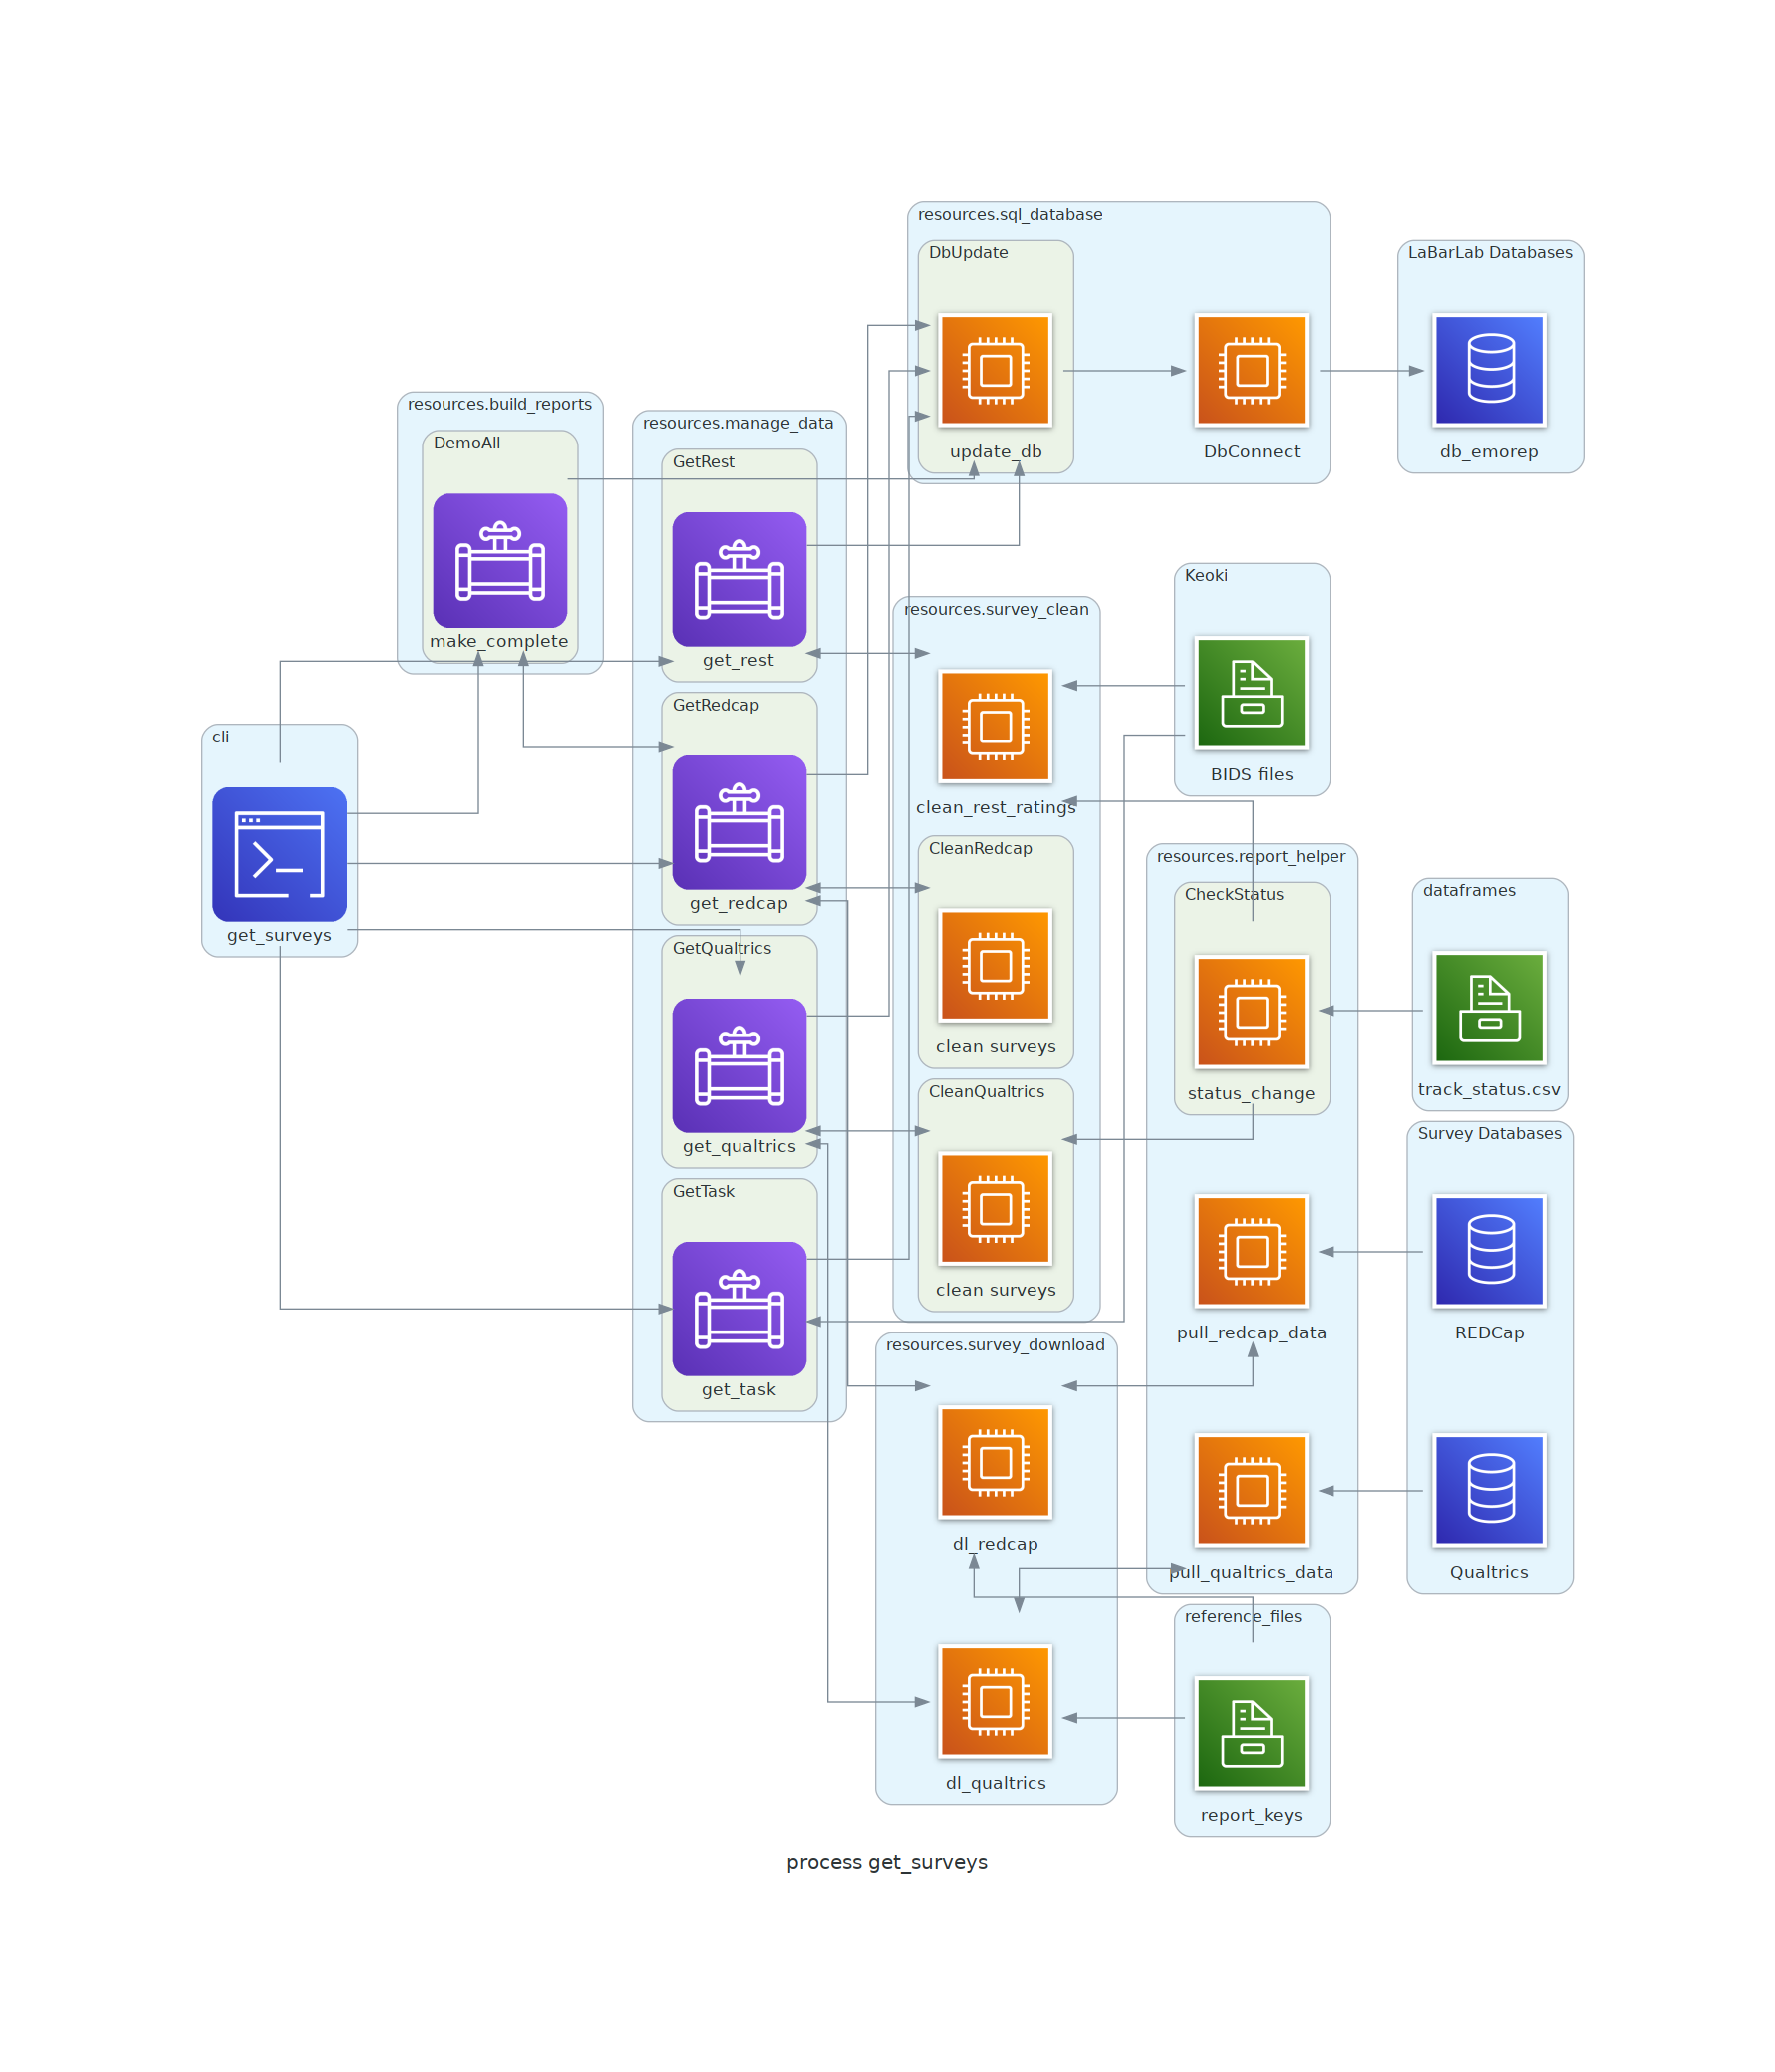 resources.sql_database
DbUpdate
update_db
DbConnect
LaBarLab Databases
db_emorep
resources.build_reports
DemoAll
make_complete
resources.manage_data
GetRest
get_rest
GetRedcap
get_redcap
GetQualtrics
get_qualtrics
GetTask
get_task
cli
get_surveys
resources.survey_clean
clean_rest_ratings
CleanRedcap
clean surveys
CleanQualtrics
clean surveys
Keoki
BIDS files
resources.report_helper
CheckStatus
status_change
pull_redcap_data
pull_qualtrics_data
dataframes
track_status.csv
Survey Databases
REDCap
Qualtrics
resources.survey_download
dl_redcap
dl_qualtrics
reference_files
report_keys
process get_surveys